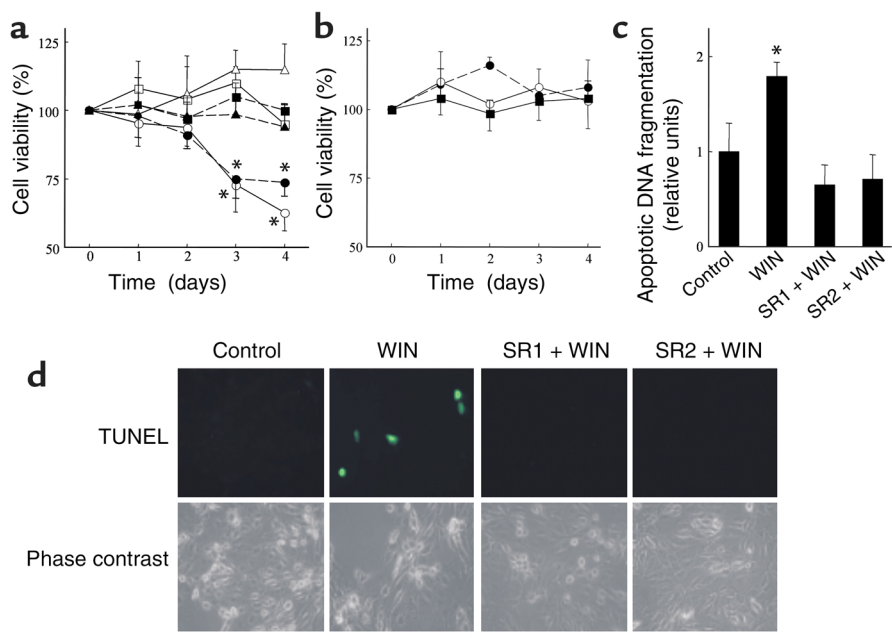 a
Cell viability (%)
125
100
75
50
0 1 2 3 4
Time (days)
*
*
*
*
b
Cell viability (%)
125
100
75
50
0 1 2 3 4
Time (days)
c
Apoptotic DNA fragmentation
(relative units)
2
1
0
*
Control
WIN
SR1 + WIN
SR2 + WIN
d
Control WIN SR1 + WIN SR2 + WIN
TUNEL
Phase contrast